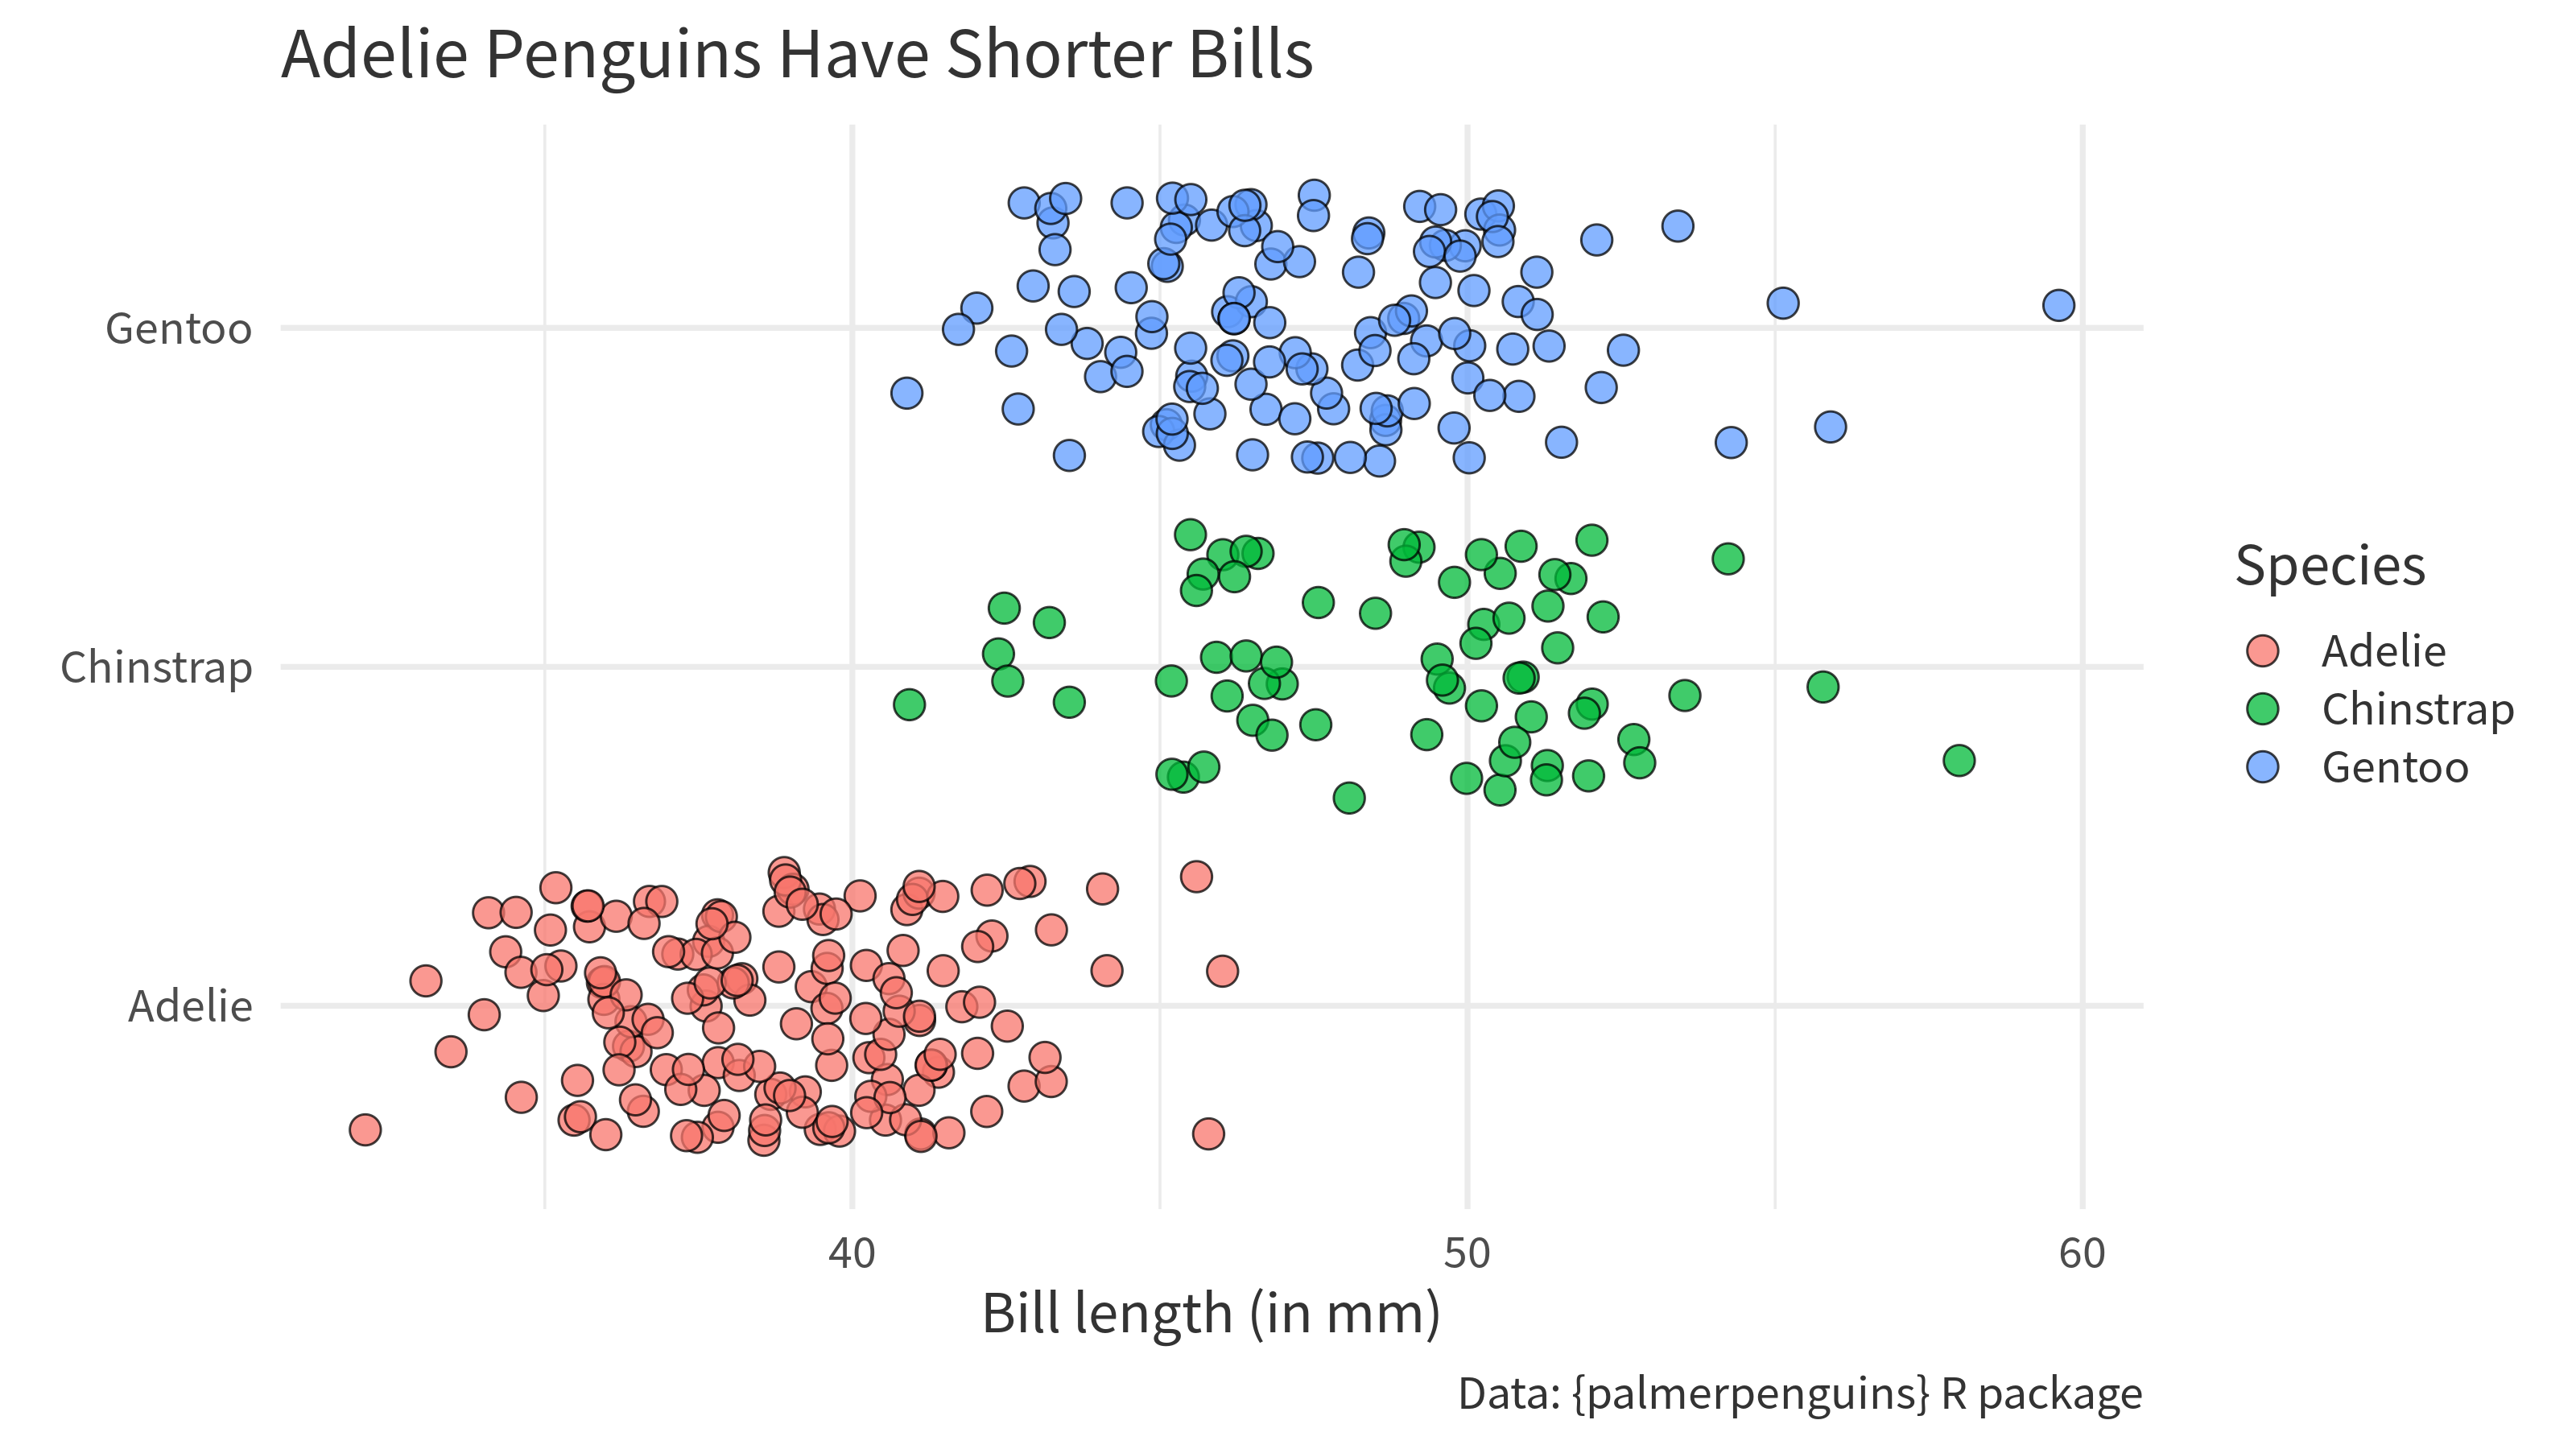 Adelie Penguins Have Shorter Bills
Gentoo
Chinstrap
Adelie
40
50
60
Bill length (in mm)
Species
Adelie
Chinstrap
Gentoo
Data: {palmerpenguins} R package